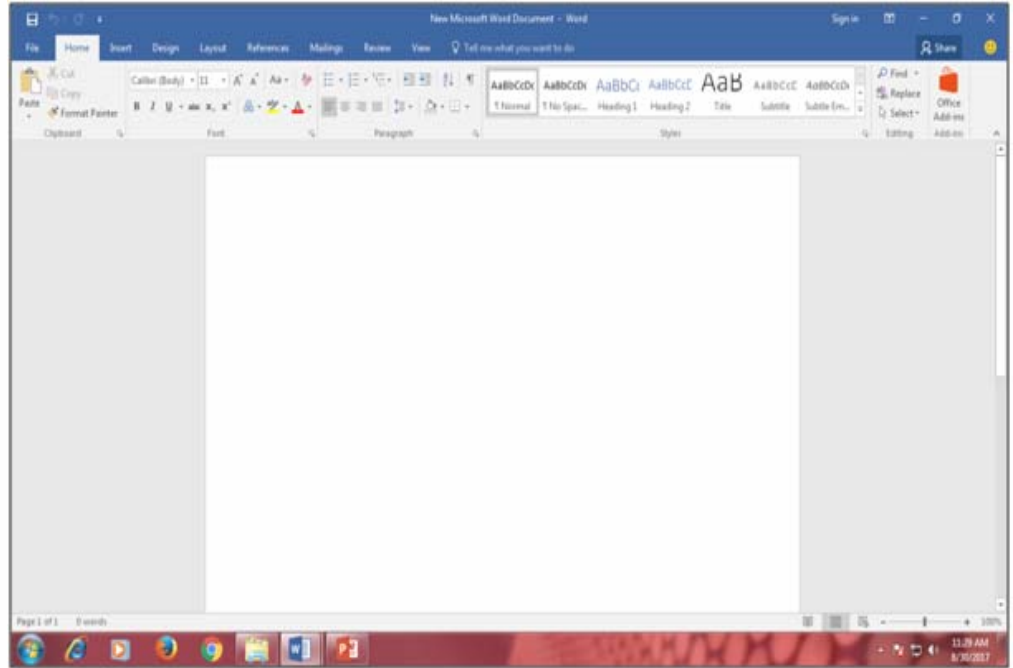 New Microsoft Word Document - Word
Sign in
File Home Insert Design Layout References Mailings Review View Tell me what you want to do
Share
Paste
Cut
Copy
Format Painter
Clipboard
Calibri (Body) 11
Aa
B I U abc x₂ x²
A A
Font
Paragraph
AaBbCcDc AaBbCcDc AaBbCc AaBbCcC AaB AaBbCcC AaBbCcDc
¶ Normal ¶ No Spac... Heading 1 Heading 2 Title Subtitle Subtle Em...
Styles
Find
Replace
Select
Editing
Office
Add-ins
Add-ins
Page 1 of 1 0 words
100%
11:29 AM
8/30/2017